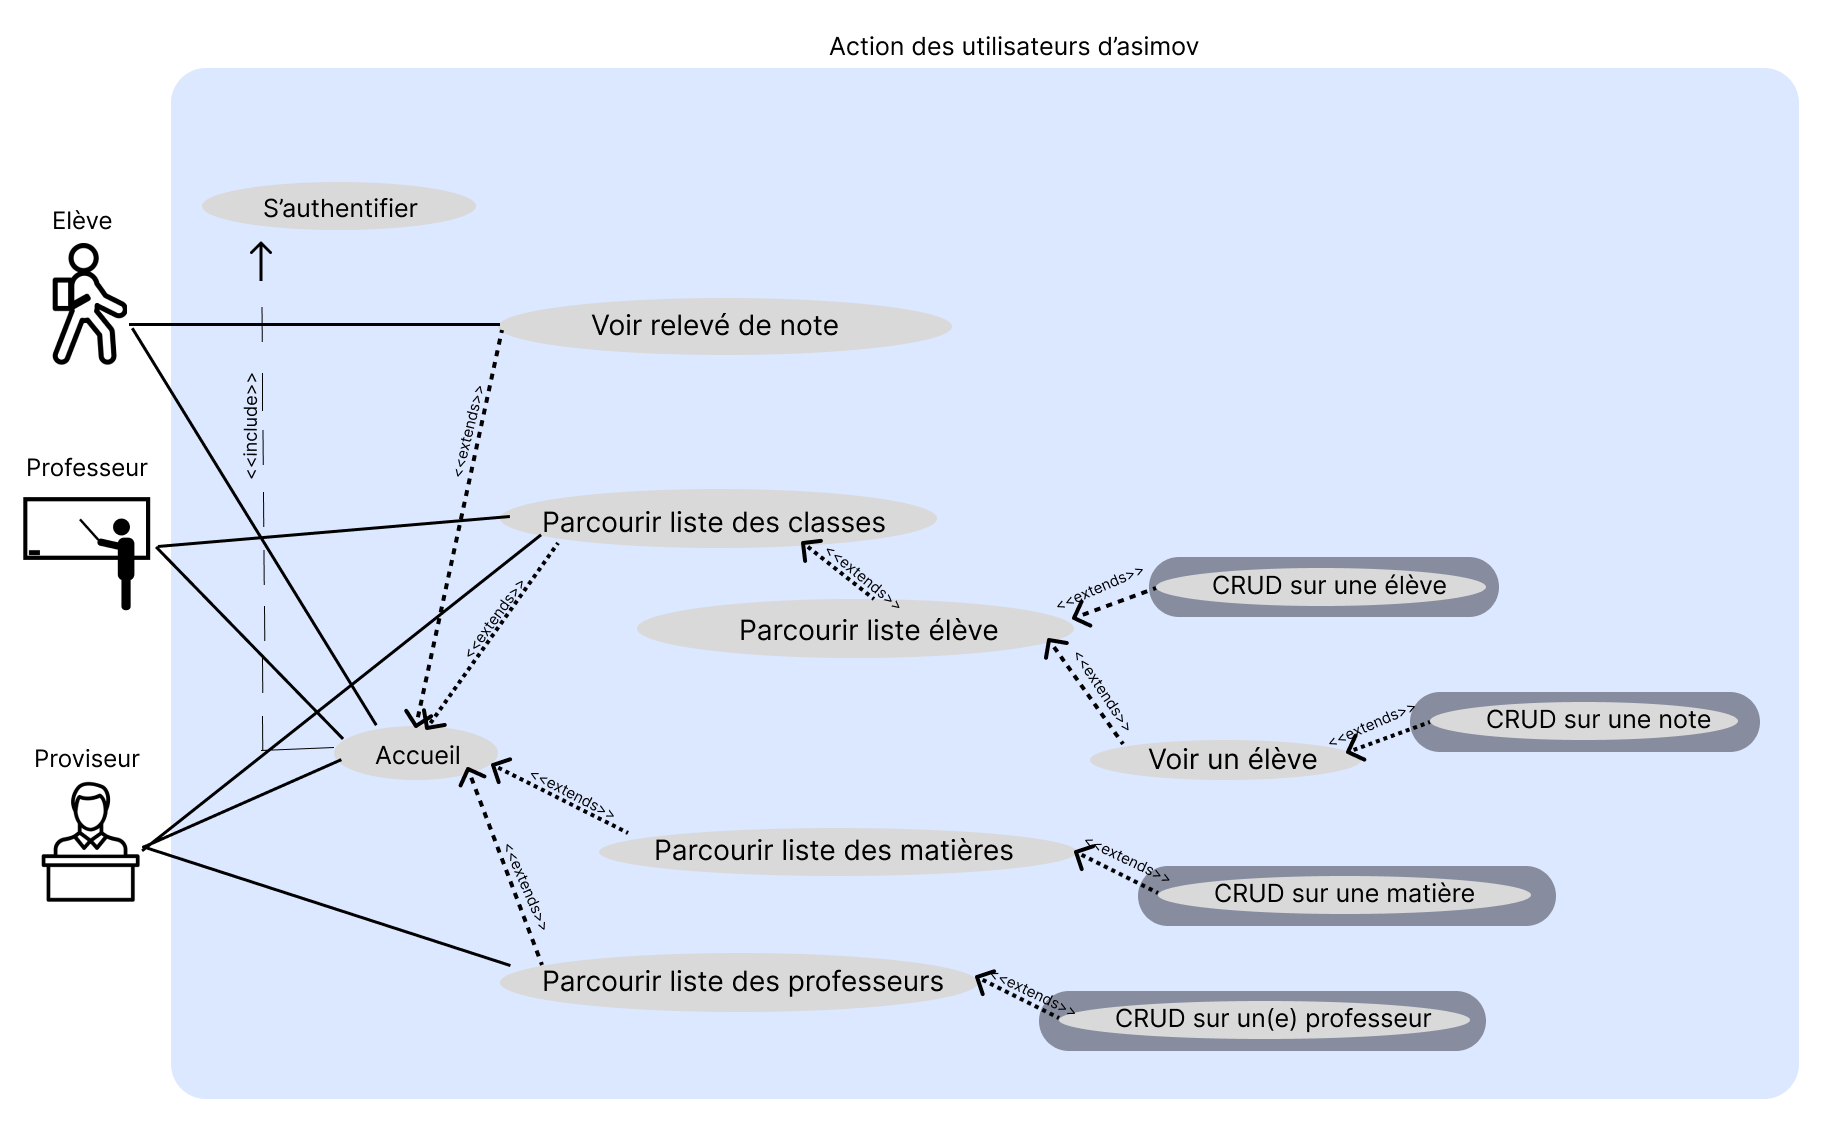 Action des utilisateurs d’asimov
S’authentifier
Elève
Voir relevé de note
<<include>>
<<extends>>
Professeur
Parcourir liste des classes
<<extends>>
<<extends>>
<<extends>>
CRUD sur une élève
Parcourir liste élève
<<extends>>
<<extends>>
CRUD sur une note
Proviseur
Accueil
Voir un élève
<<extends>>
Parcourir liste des matières
<<extends>>
CRUD sur une matière
<<extends>>
Parcourir liste des professeurs
<<extends>>
CRUD sur un(e) professeur